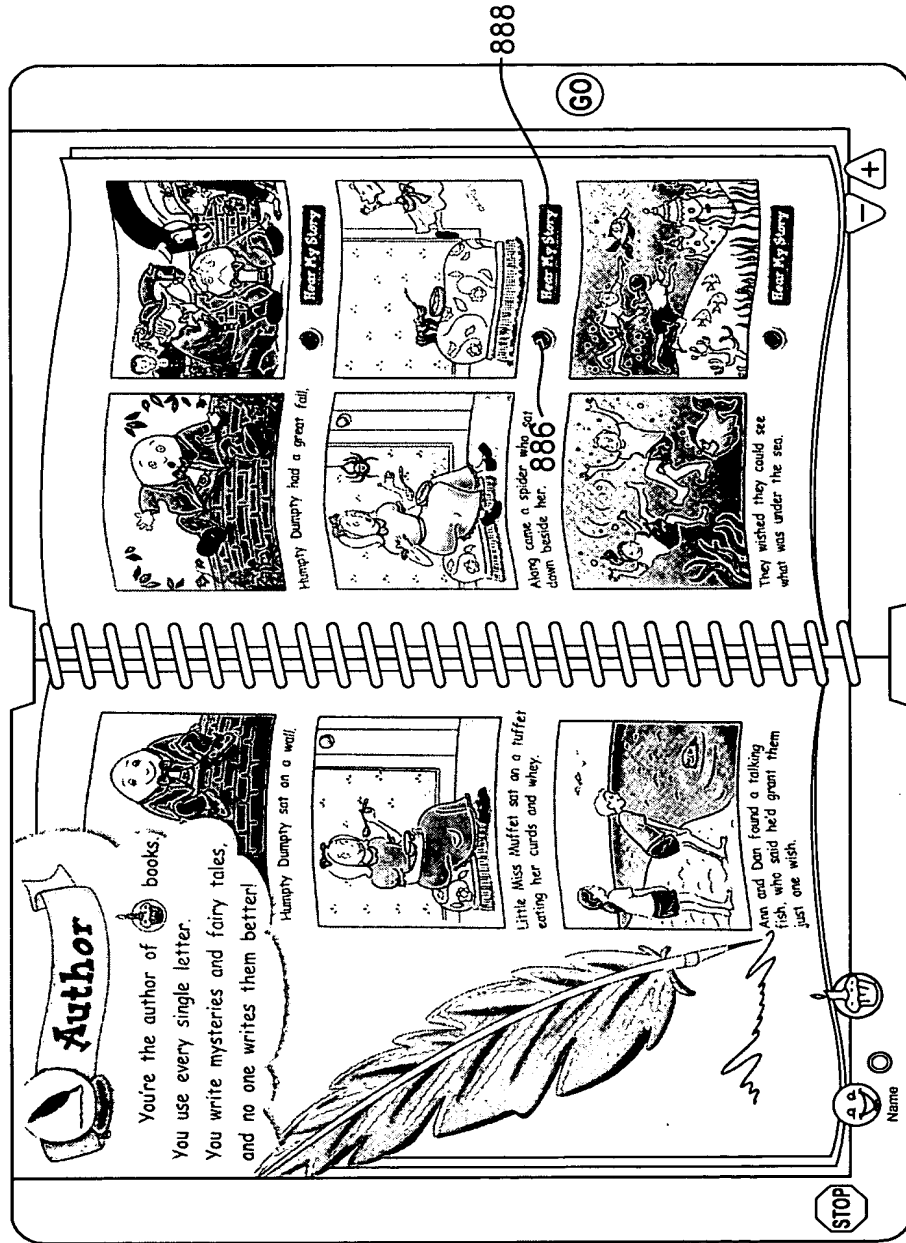 Author
You're the author of books,
You use every single letter.
You write mysteries and fairy tales,
and no one writes them better!
Humpty Dumpty sat on a wall.
Humpty Dumpty had a great fall.
Hear My Story
Little Miss Muffet sat on a tuffet
eating her curds and whey.
Along came a spider who sat
down beside her.
886
Hear My Story
888
Ann and Dan found a talking
fish, who said he'd grant them
just one wish.
They wished they could see
what was under the sea.
Hear My Story
STOP
Name
- +
GO